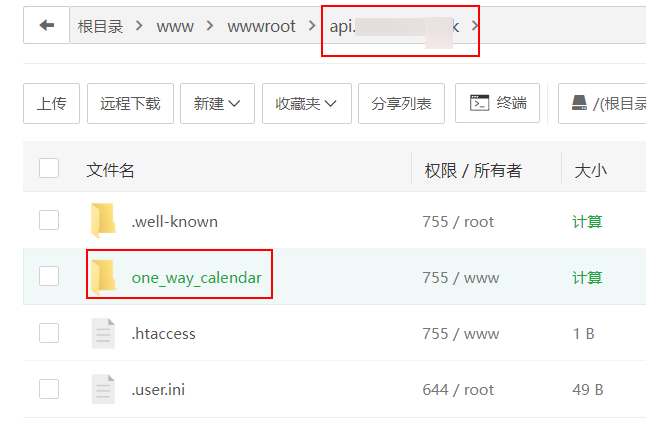 根目录 www wwwroot api. k
上传 远程下载 新建 收藏夹 分享列表 终端 /(根目录
文件名 权限 / 所有者 大小
.well-known 755 / root 计算
one_way_calendar 755 / www 计算
.htaccess 755 / www 1 B
.user.ini 644 / root 49 B